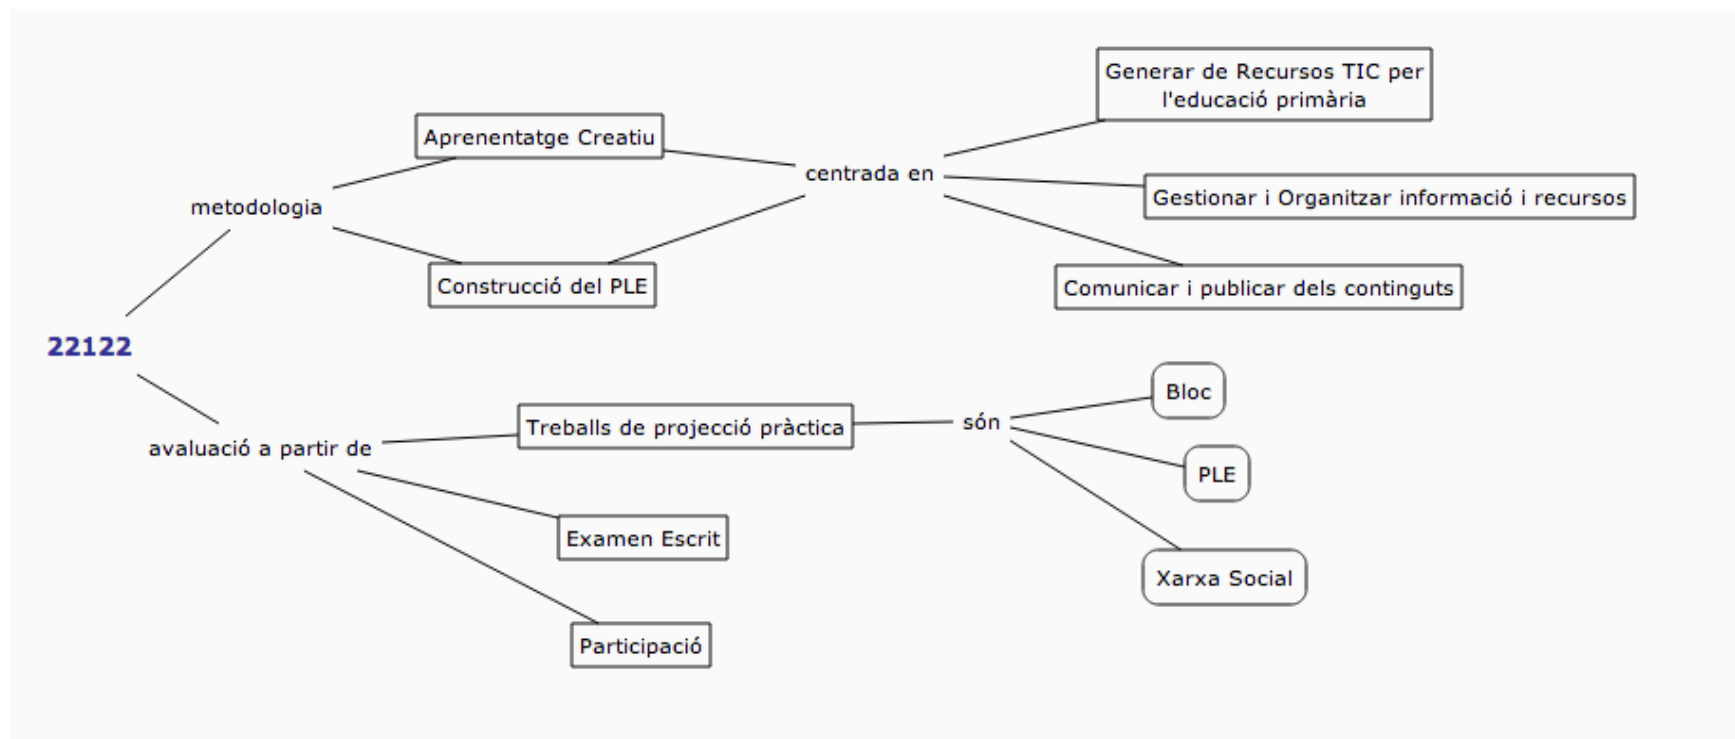 Generar de Recursos TIC per
l'educació primària
Aprenentatge Creatiu
centrada en
Gestionar i Organitzar informació i recursos
metodologia
Construcció del PLE
Comunicar i publicar dels continguts
22122
Bloc
Treballs de projecció pràctica
són
avaluació a partir de
PLE
Examen Escrit
Xarxa Social
Participació